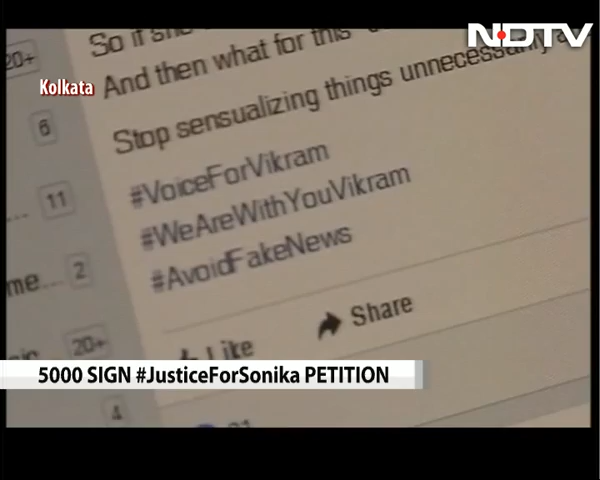 NDTV
Kolkata
So it
And then what for this
Stop sensualizing things unnecessarily
#VoiceForVikram
#WeAreWithYouVikram
#AvoidFakeNews
Like
Share
20+
6
11
...
me...
2
20+
4
5000 SIGN #JusticeForSonika PETITION